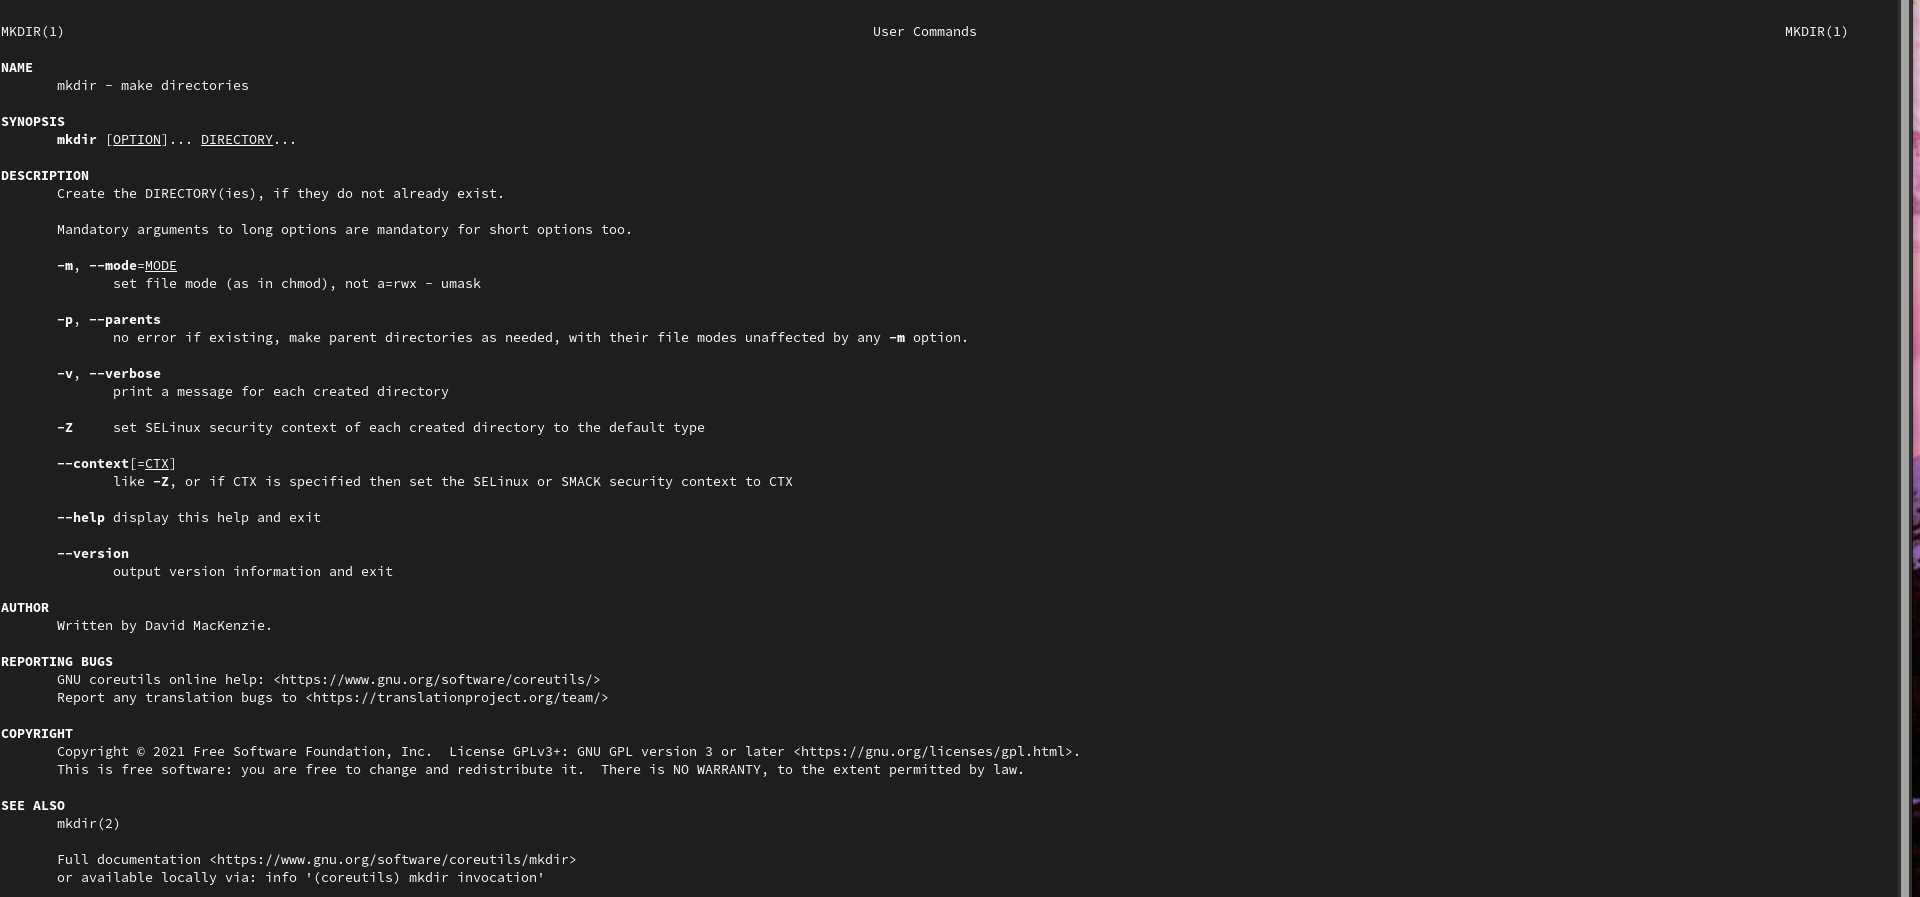 MKDIR(1) User Commands MKDIR(1)
NAME
mkdir - make directories
SYNOPSIS
mkdir [OPTION]... DIRECTORY...
DESCRIPTION
Create the DIRECTORY(ies), if they do not already exist.
Mandatory arguments to long options are mandatory for short options too.
-m, --mode=MODE
set file mode (as in chmod), not a=rwx - umask
-p, --parents
no error if existing, make parent directories as needed, with their file modes unaffected by any -m option.
-v, --verbose
print a message for each created directory
-Z set SELinux security context of each created directory to the default type
--context[=CTX]
like -Z, or if CTX is specified then set the SELinux or SMACK security context to CTX
--help display this help and exit
--version
output version information and exit
AUTHOR
Written by David MacKenzie.
REPORTING BUGS
GNU coreutils online help: <https://www.gnu.org/software/coreutils/>
Report any translation bugs to <https://translationproject.org/team/>
COPYRIGHT
Copyright © 2021 Free Software Foundation, Inc. License GPLv3+: GNU GPL version 3 or later <https://gnu.org/licenses/gpl.html>.
This is free software: you are free to change and redistribute it. There is NO WARRANTY, to the extent permitted by law.
SEE ALSO
mkdir(2)
Full documentation <https://www.gnu.org/software/coreutils/mkdir>
or available locally via: info '(coreutils) mkdir invocation'